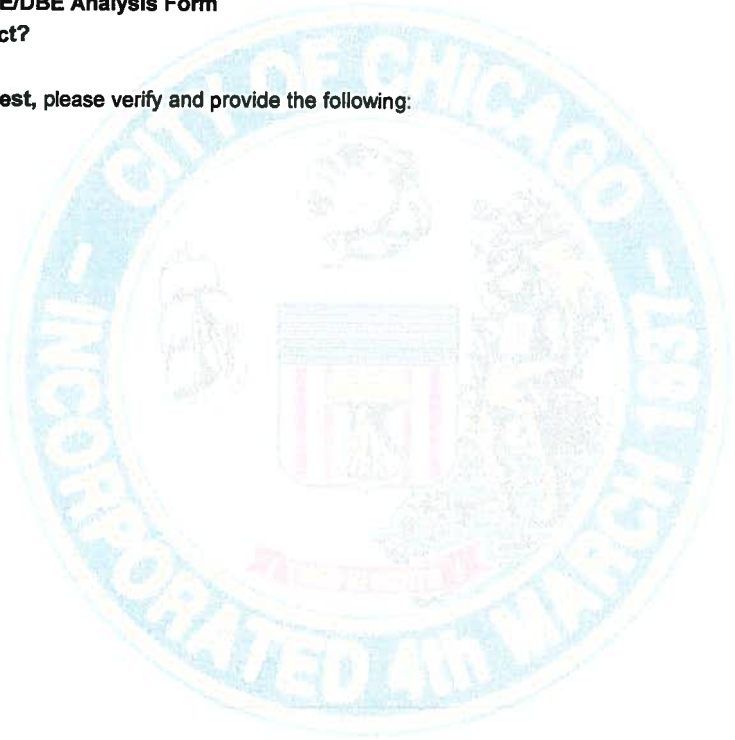 E/DBE Analysis Form
ct?
est, please verify and provide the following:
CITY OF CHICAGO
INCORPORATED 4th MARCH 1837